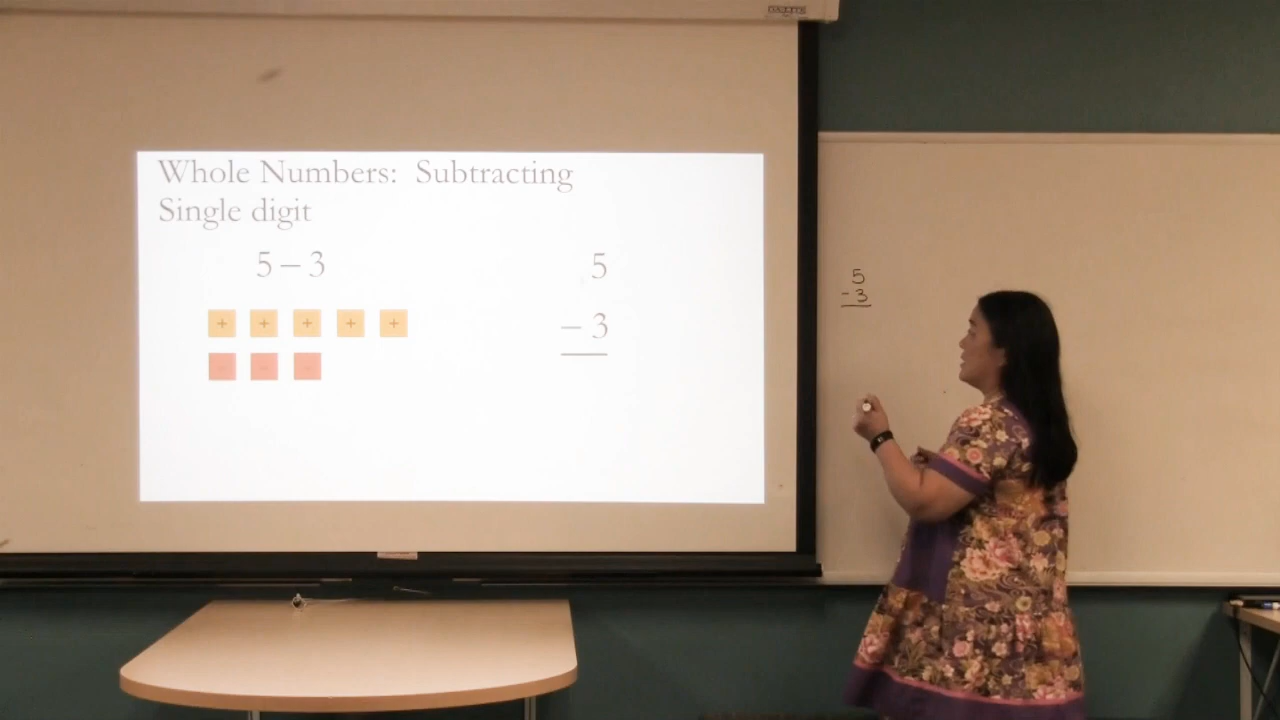 Whole Numbers: Subtracting
Single digit
5 – 3
5
– 3
+ + + + +
- - -
5
- 3